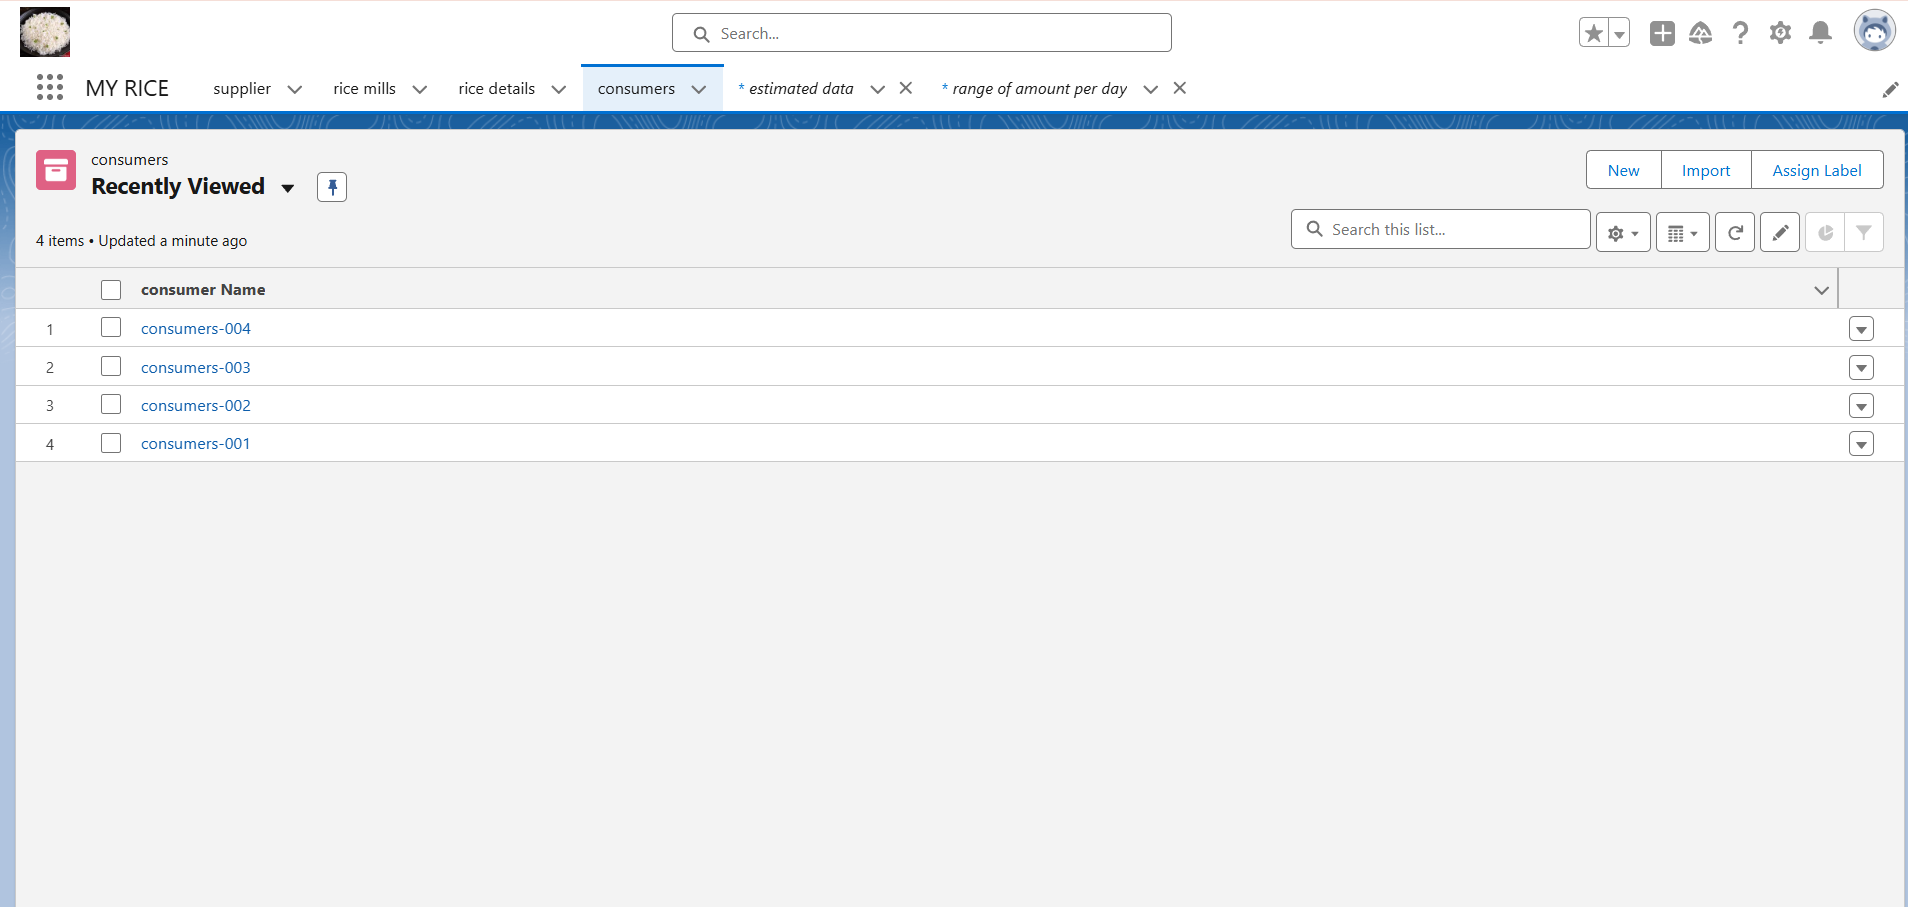 Search...
MY RICE
supplier
rice mills
rice details
consumers
* estimated data
* range of amount per day
consumers
Recently Viewed
New
Import
Assign Label
4 items • Updated a minute ago
Search this list...
consumer Name
1 consumers-004
2 consumers-003
3 consumers-002
4 consumers-001